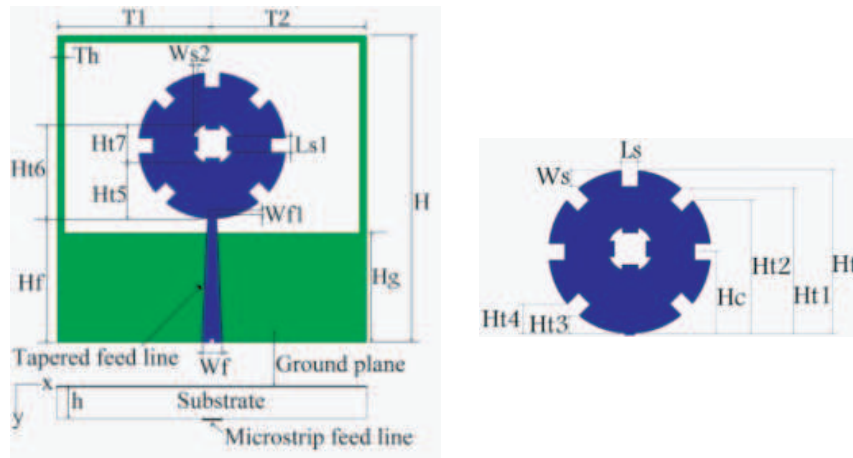 T1 T2
Ws2
Th
Ht7
Ls1
Ht6
Ht5
Wf1
H
Hf
Hg
Tapered feed line
Wf
Ground plane
x
h
Substrate
y
Microstrip feed line
Ls
Ws
Ht2
Ht
Hc
Ht1
Ht4
Ht3